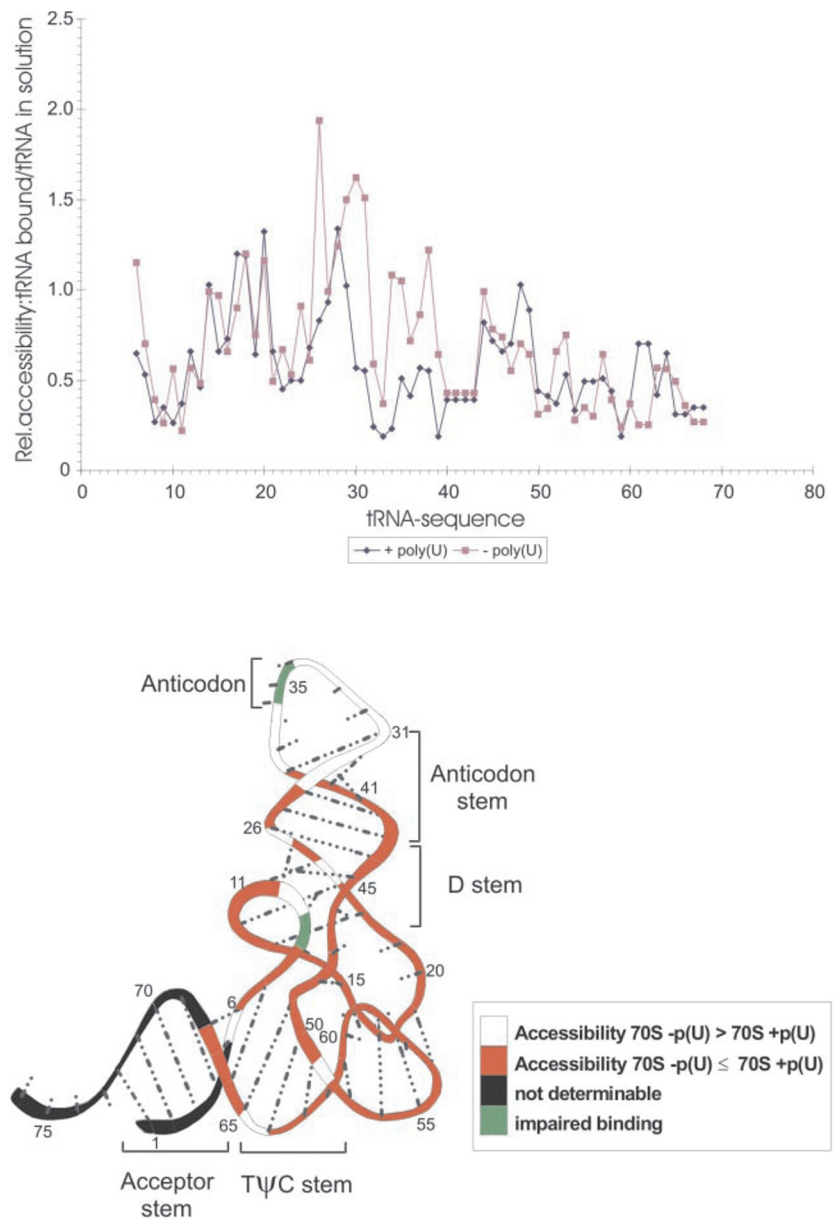 2.5
2.0
1.5
1.0
0.5
0
Rel.accessibility:tRNA bound/tRNA in solution
0 10 20 30 40 50 60 70 80
tRNA-sequence
+ poly(U) - poly(U)
Anticodon
35
31
Anticodon
stem
41
26
D stem
11
45
20
15
70
6
50
60
75
1
65
55
Acceptor
stem
TΨC stem
Accessibility 70S -p(U) > 70S +p(U)
Accessibility 70S -p(U) ≤ 70S +p(U)
not determinable
impaired binding